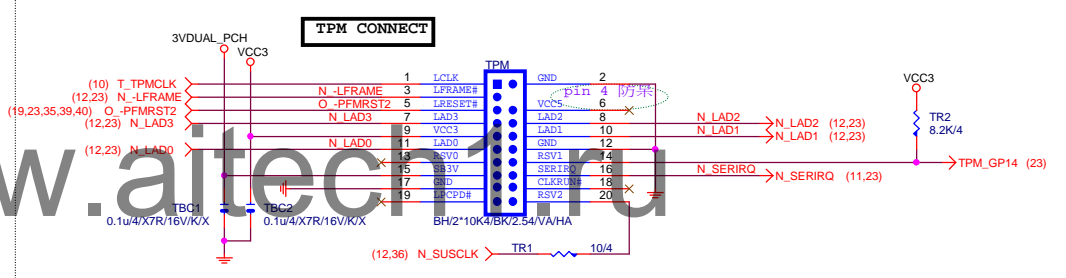 TPM CONNECT
3VDUAL_PCH
VCC3
TPM
VCC3
(10) T_TPMCLK 1 LCLK GND 2
(12,23) N_-LFRAME N_-LFRAME 3 LFRAME# pin 4 防呆
(19,23,35,39,40) O_-PFMRST2 O_-PFMRST2 5 LRESET# VCC5 6
(12,23) N_LAD3 N_LAD3 7 LAD3 LAD2 8 N_LAD2 N_LAD2 (12,23)
9 VCC3 LAD1 10 N_LAD1 N_LAD1 (12,23)
(12,23) N_LAD0 N_LAD0 11 LAD0 GND 12
13 RSV0 RSV1 14 TPM_GP14 (23)
15 SB3V SERIRQ 16 N_SERIRQ N_SERIRQ (11,23)
17 GND CLKRUN# 18
19 LPCPD# RSV2 20
TR2
8.2K/4
w.aitech1.ru
TBC1 TBC2
0.1u/4/X7R/16V/K/X 0.1u/4/X7R/16V/K/X BH/2*10K4/BK/2.54/VA/HA
(12,36) N_SUSCLK TR1 10/4